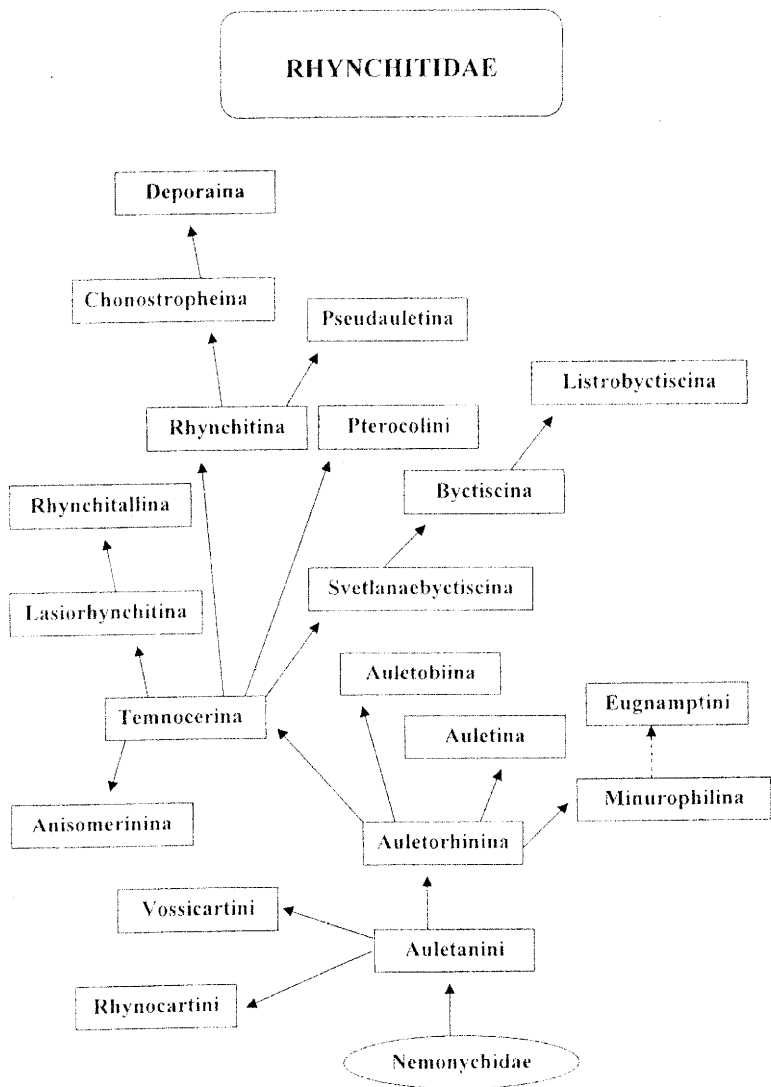 RHYNCHITIDAE
Deporaina
Chonostropheina
Pseudauletina
Listrobyctiscina
Rhynchitina
Pterocolini
Byctiscina
Rhynchitallina
Svetlanaebyctiscina
Lasiorhynchitina
Auletobiina
Eugnamptini
Temnocerina
Auletina
Minurophilina
Anisomerinina
Auletorhinina
Vossicartini
Auletanini
Rhynocartini
Nemonychidae